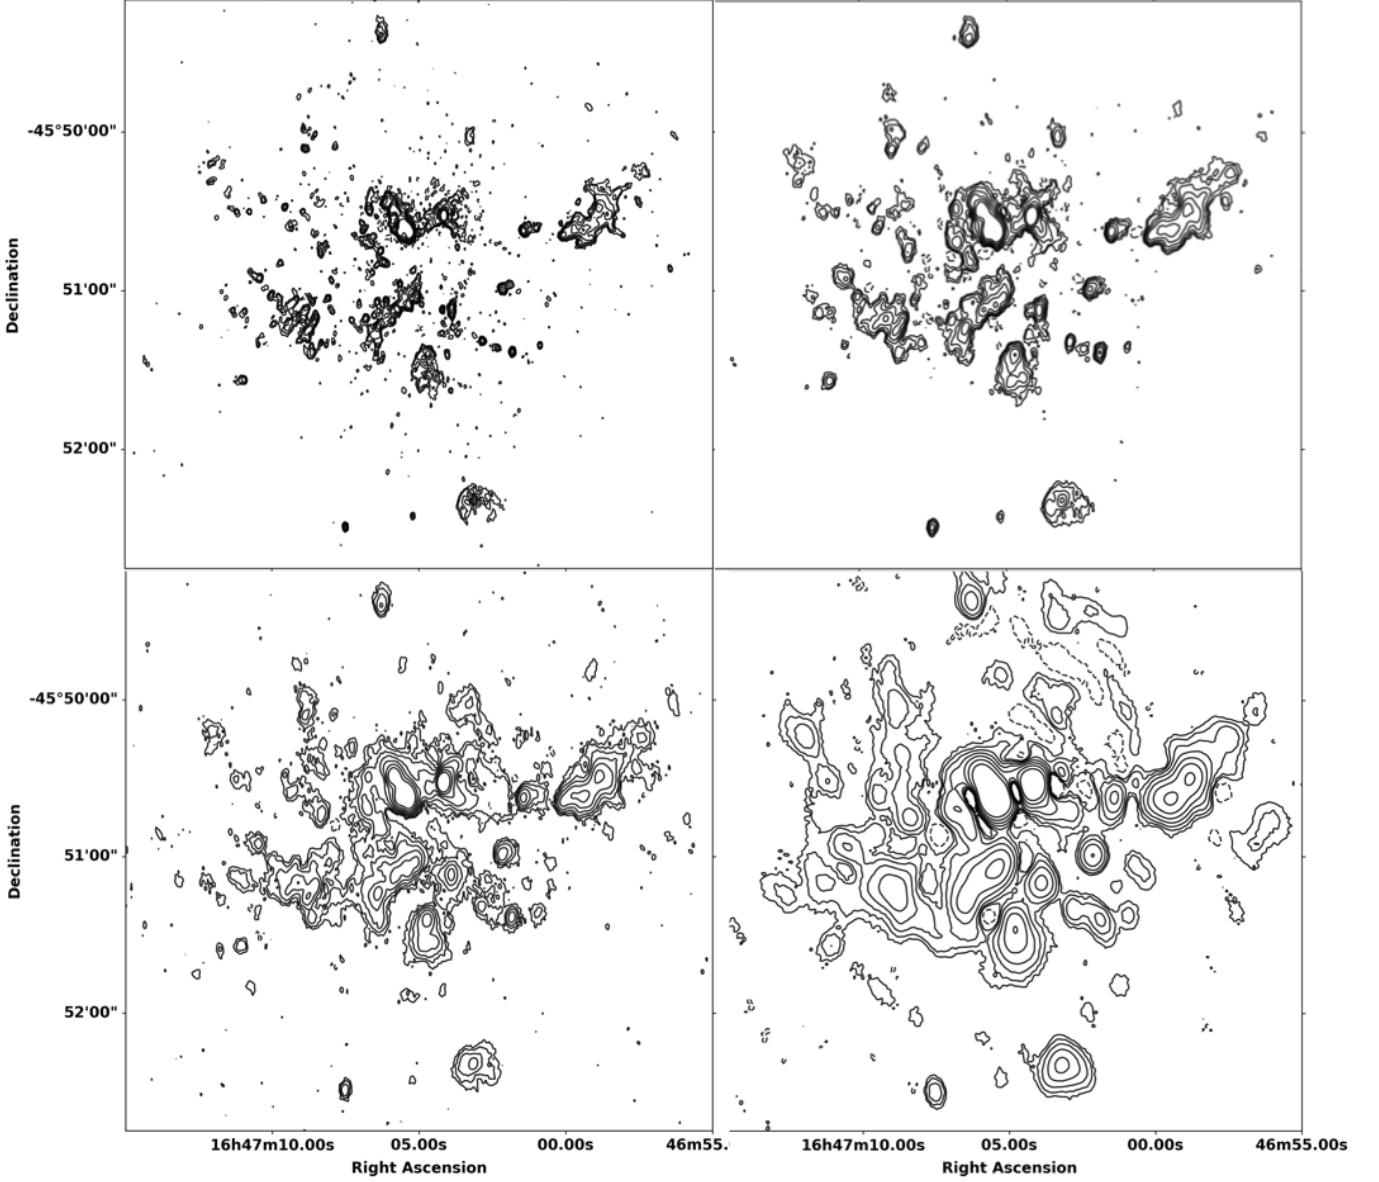 -45°50'00"
Declination
51'00"
52'00"
-45°50'00"
Declination
51'00"
52'00"
16h47m10.00s 05.00s 00.00s 46m55. 16h47m10.00s 05.00s 00.00s 46m55.00s
Right Ascension Right Ascension